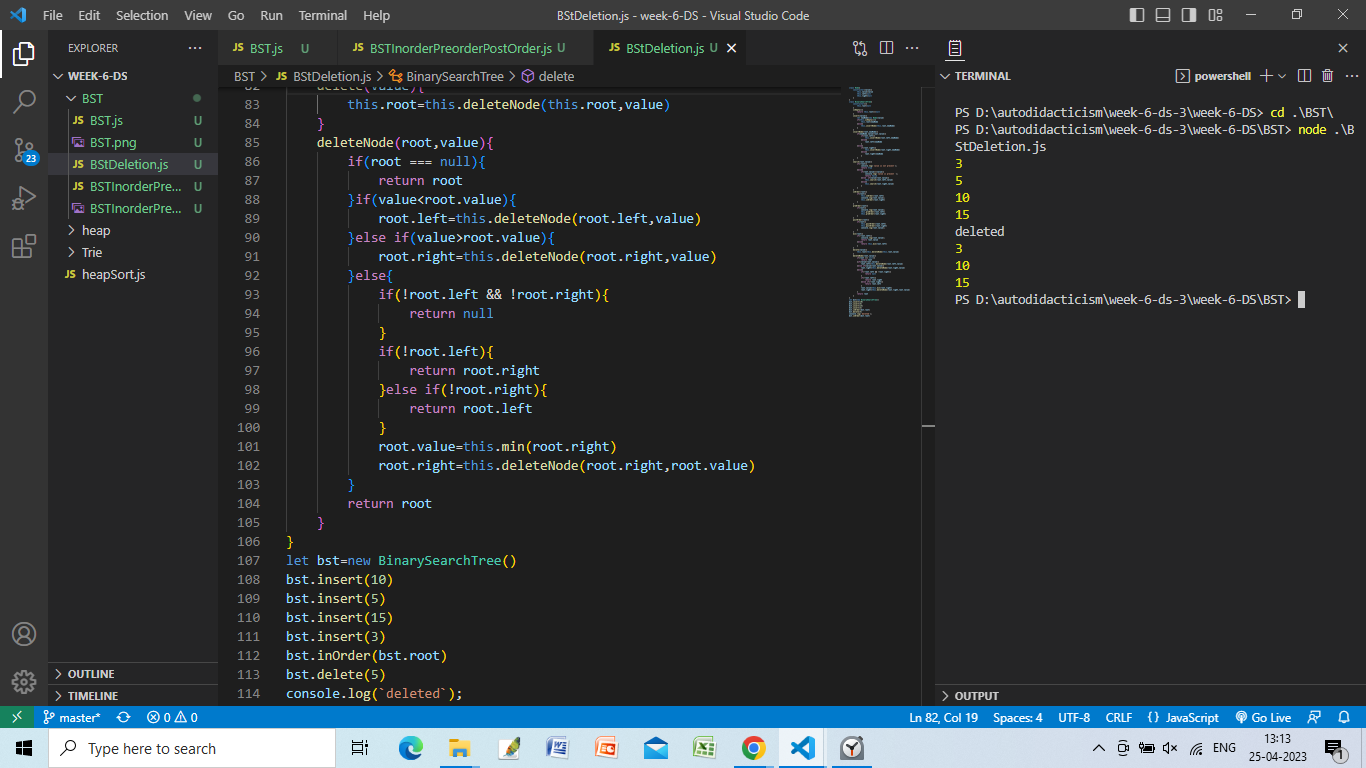 File Edit Selection View Go Run Terminal Help
BStDeletion.js - week-6-DS - Visual Studio Code
EXPLORER
WEEK-6-DS
BST
JS BST.js U
BST.png U
JS BStDeletion.js U
JS BSTInorderPre... U
BSTInorderPre... U
heap
Trie
JS heapSort.js
OUTLINE
TIMELINE
23
JS BST.js U
JS BSTInorderPreorderPostOrder.js U
JS BStDeletion.js U
BST > JS BStDeletion.js > BinarySearchTree > delete
82 delete(value){
83 this.root=this.deleteNode(this.root,value)
84 }
85 deleteNode(root,value){
86 if(root === null){
87 return root
88 }if(value<root.value){
89 root.left=this.deleteNode(root.left,value)
90 }else if(value>root.value){
91 root.right=this.deleteNode(root.right,value)
92 }else{
93 if(!root.left && !root.right){
94 return null
95 }
96 if(!root.left){
97 return root.right
98 }else if(!root.right){
99 return root.left
100 }
101 root.value=this.min(root.right)
102 root.right=this.deleteNode(root.right,root.value)
103 }
104 return root
105 }
106 }
107 let bst=new BinarySearchTree()
108 bst.insert(10)
109 bst.insert(5)
110 bst.insert(15)
111 bst.insert(3)
112 bst.inOrder(bst.root)
113 bst.delete(5)
114 console.log(`deleted`);
TERMINAL
powershell
PS D:\autodidacticism\week-6-ds-3\week-6-DS> cd .\BST\
PS D:\autodidacticism\week-6-ds-3\week-6-DS\BST> node .\B
StDeletion.js
3
5
10
15
deleted
3
10
15
PS D:\autodidacticism\week-6-ds-3\week-6-DS\BST>
OUTPUT
master* 0 0
Ln 82, Col 19 Spaces: 4 UTF-8 CRLF {} JavaScript Go Live
Type here to search
ENG
13:13
25-04-2023
1